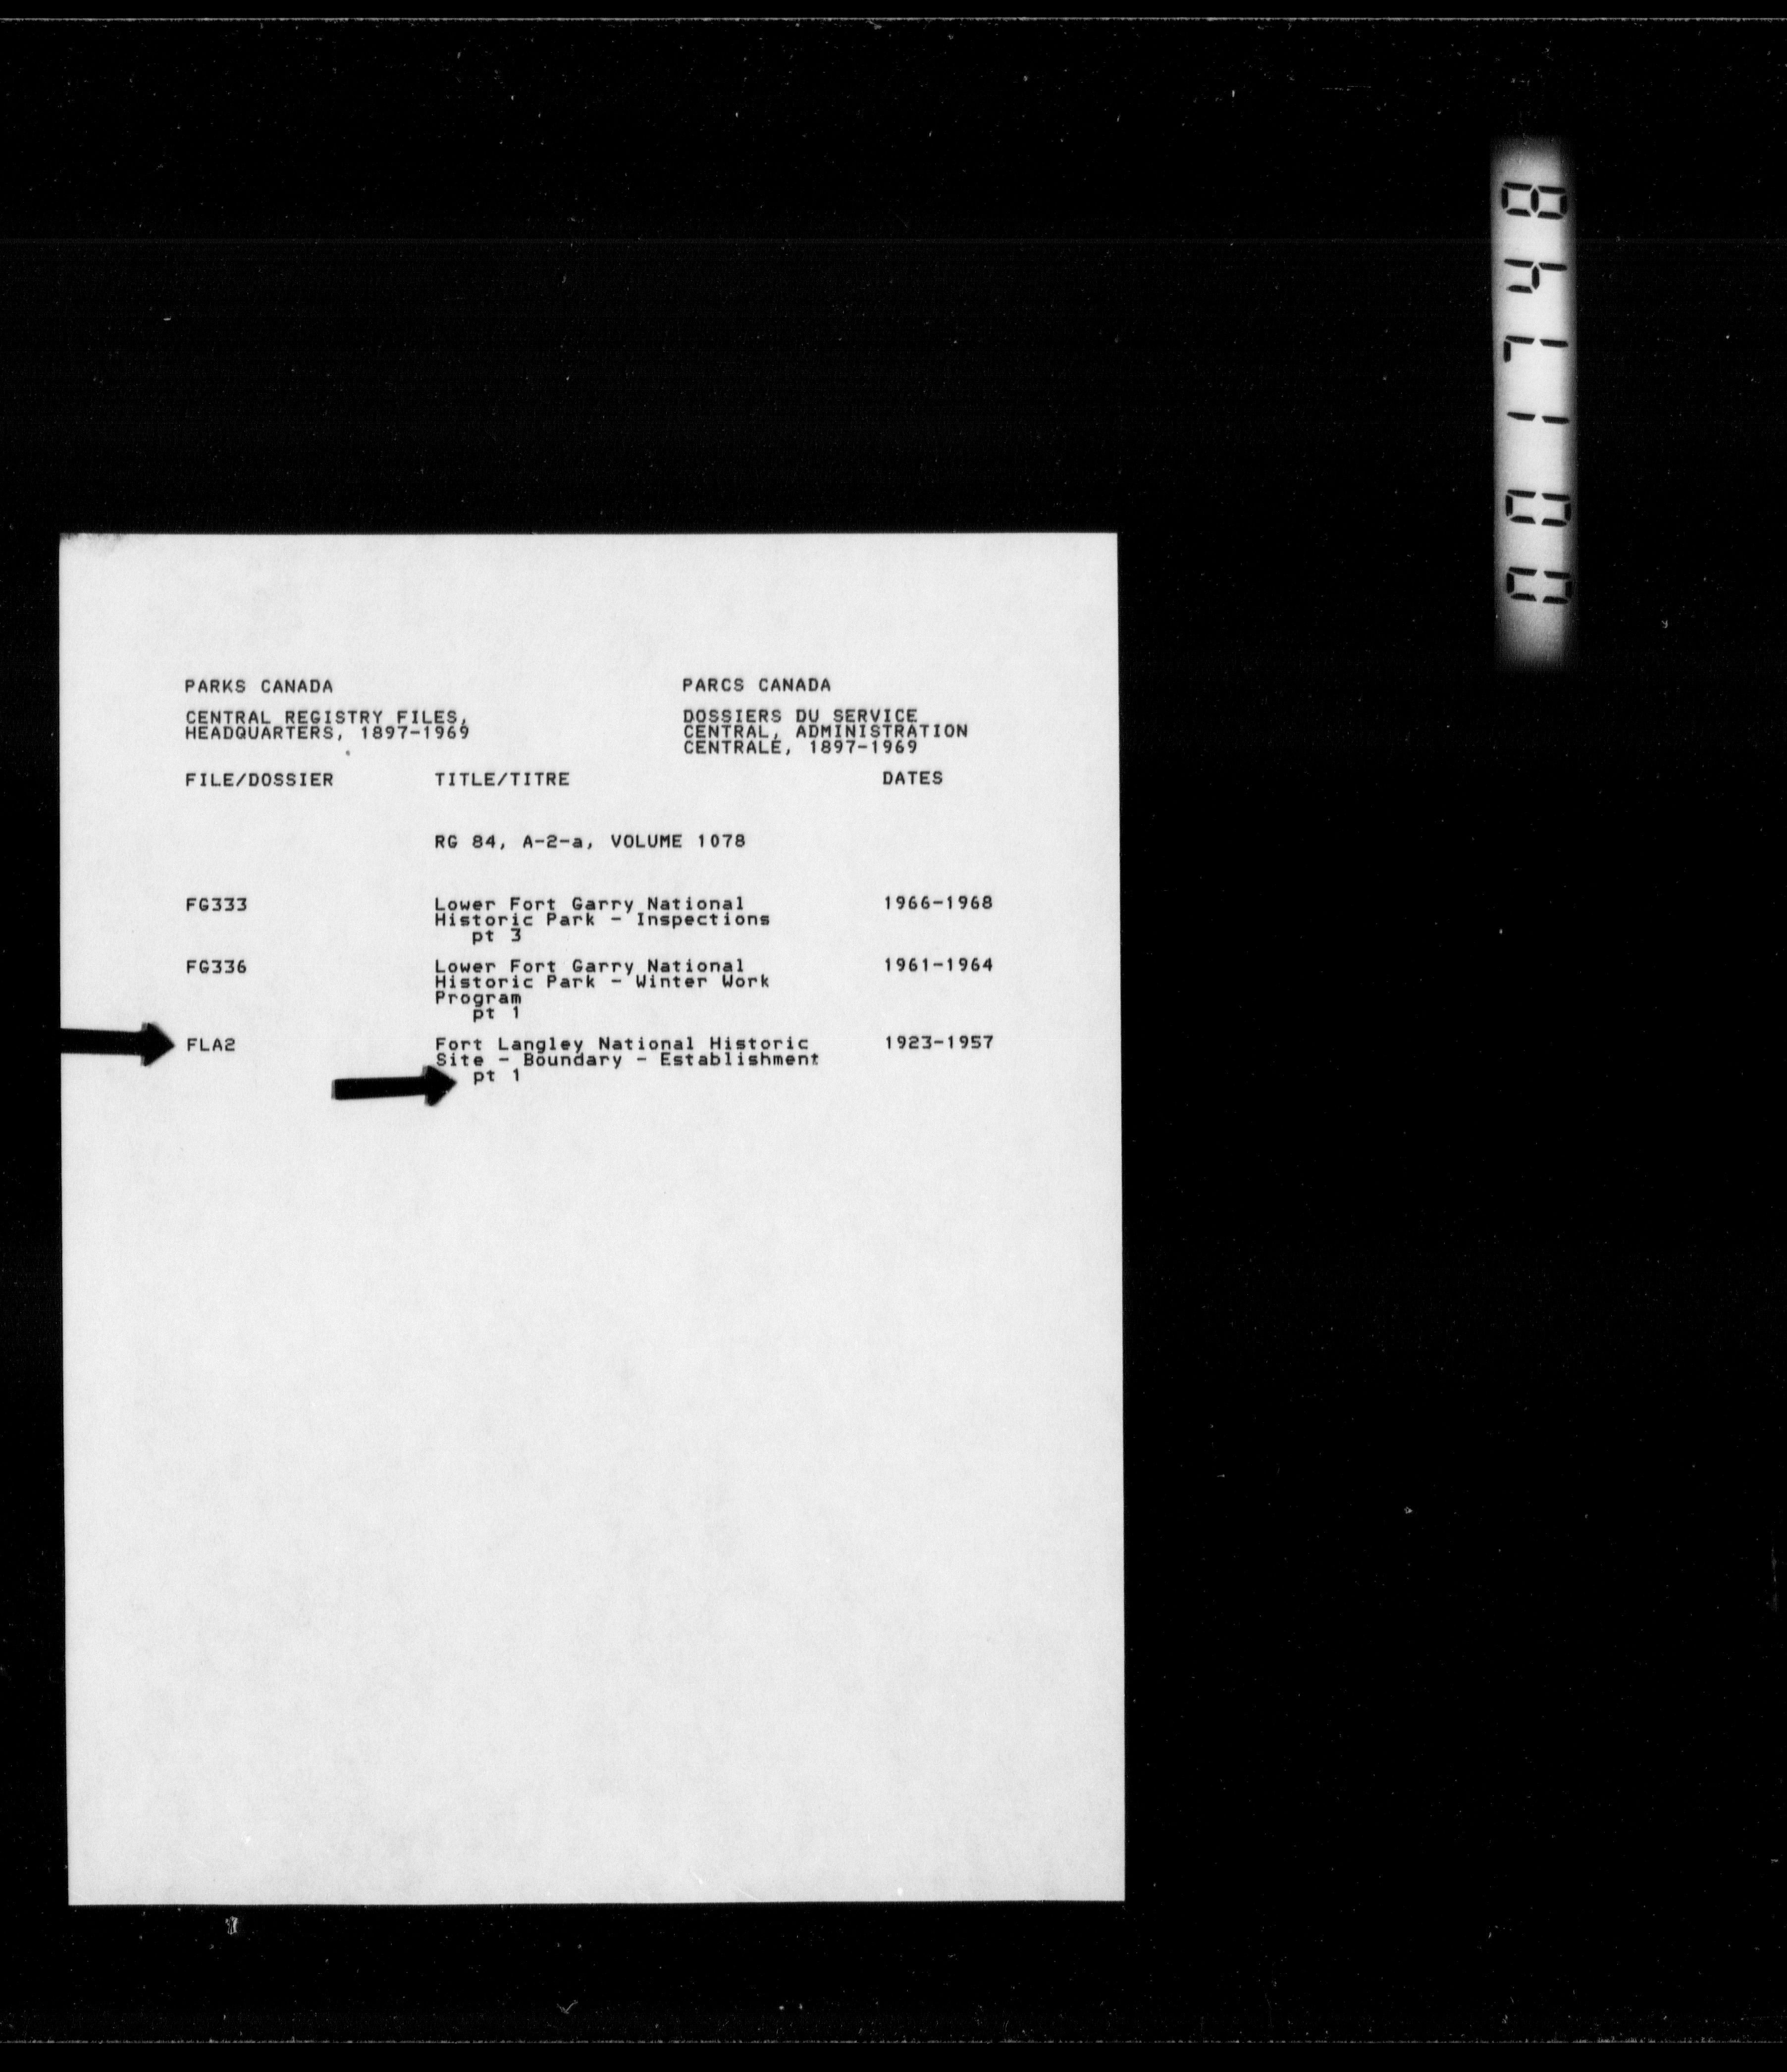 001748
PARKS CANADA
PARCS CANADA
CENTRAL REGISTRY FILES,
HEADQUARTERS, 1897-1969
DOSSIERS DU SERVICE
CENTRAL, ADMINISTRATION
CENTRALE, 1897-1969
FILE/DOSSIER TITLE/TITRE DATES
RG 84, A-2-a, VOLUME 1078
FG333 Lower Fort Garry National 1966-1968
Historic Park - Inspections
pt 3
FG336 Lower Fort Garry National 1961-1964
Historic Park - Winter Work
Program
pt 1
FLA2 Fort Langley National Historic 1923-1957
Site - Boundary - Establishment
pt 1